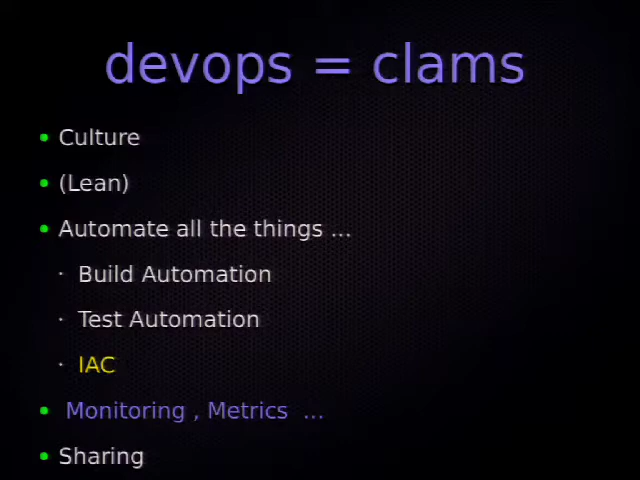 devops = clams
• Culture
• (Lean)
• Automate all the things ...
· Build Automation
· Test Automation
· IAC
• Monitoring , Metrics ...
• Sharing